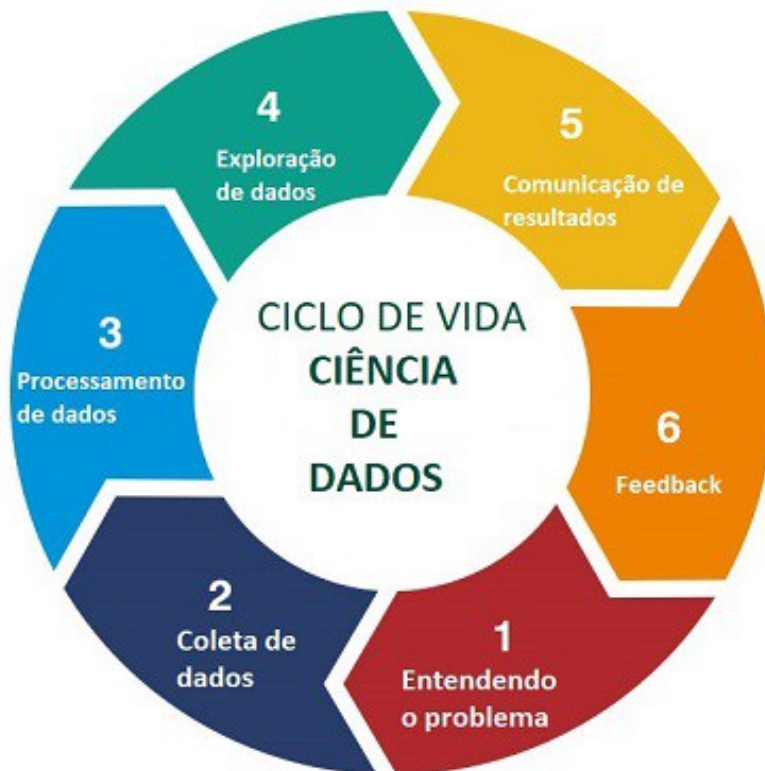 CICLO DE VIDA
CIÊNCIA
DE
DADOS
1
Entendendo
o problema
2
Coleta de
dados
3
Processamento
de dados
4
Exploração
de dados
5
Comunicação de
resultados
6
Feedback